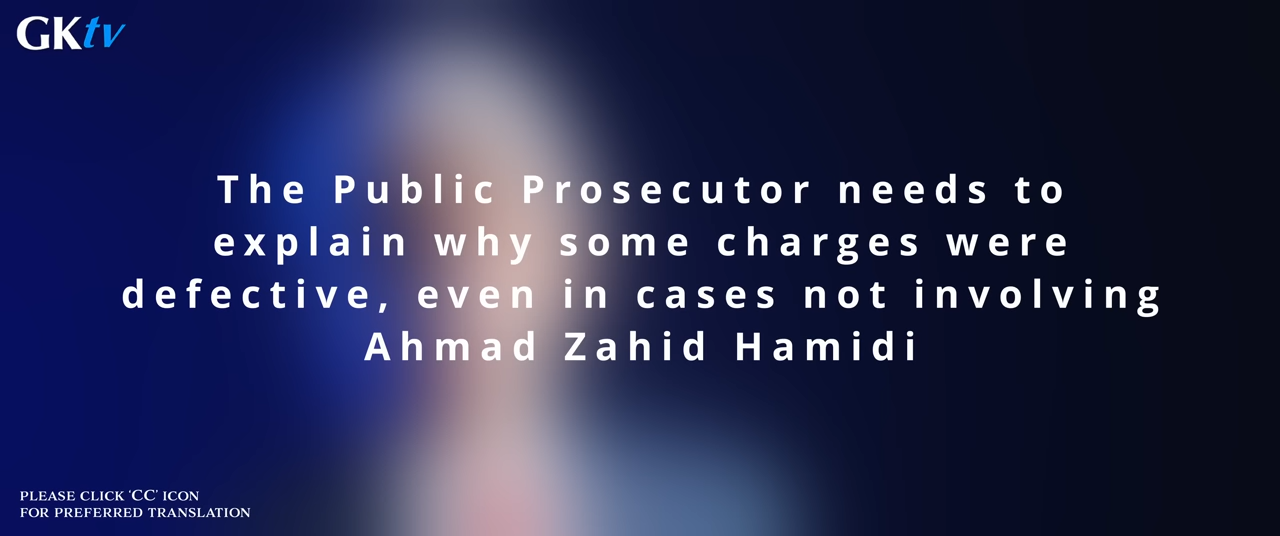 GKtv
The Public Prosecutor needs to
explain why some charges were
defective, even in cases not involving
Ahmad Zahid Hamidi
PLEASE CLICK 'CC' ICON
FOR PREFERRED TRANSLATION